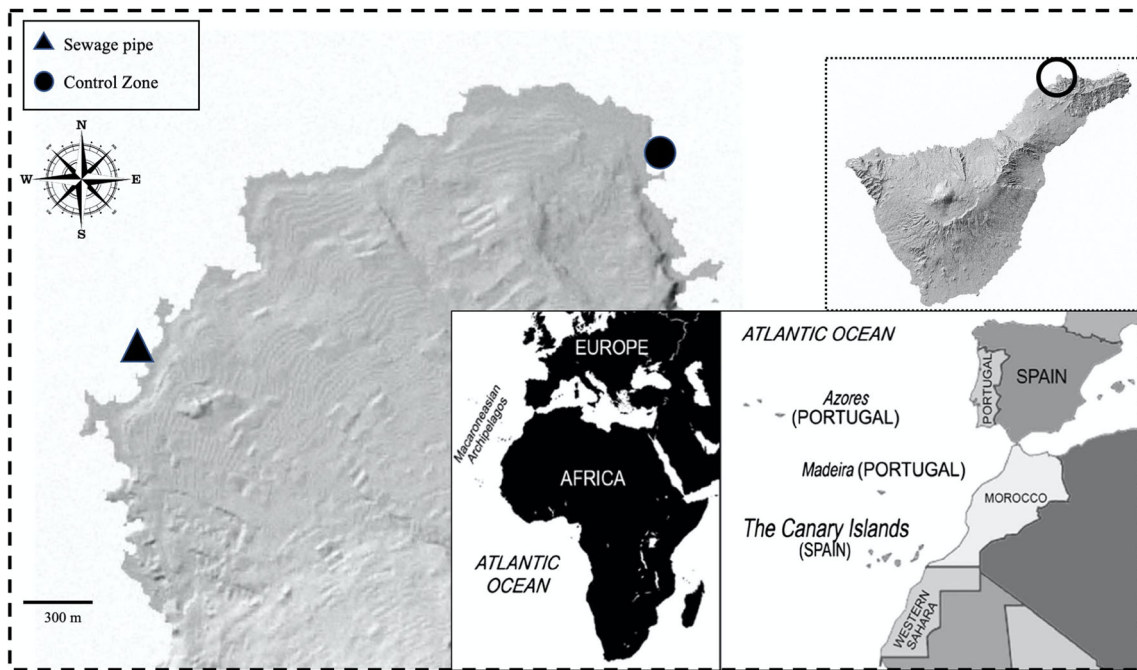 Sewage pipe
Control Zone
N
W
E
S
300 m
EUROPE
Macaroneasian
Archipelagos
AFRICA
ATLANTIC
OCEAN
ATLANTIC OCEAN
PORTUGAL
SPAIN
Azores
(PORTUGAL)
Madeira (PORTUGAL)
MOROCCO
The Canary Islands
(SPAIN)
WESTERN
SAHARA